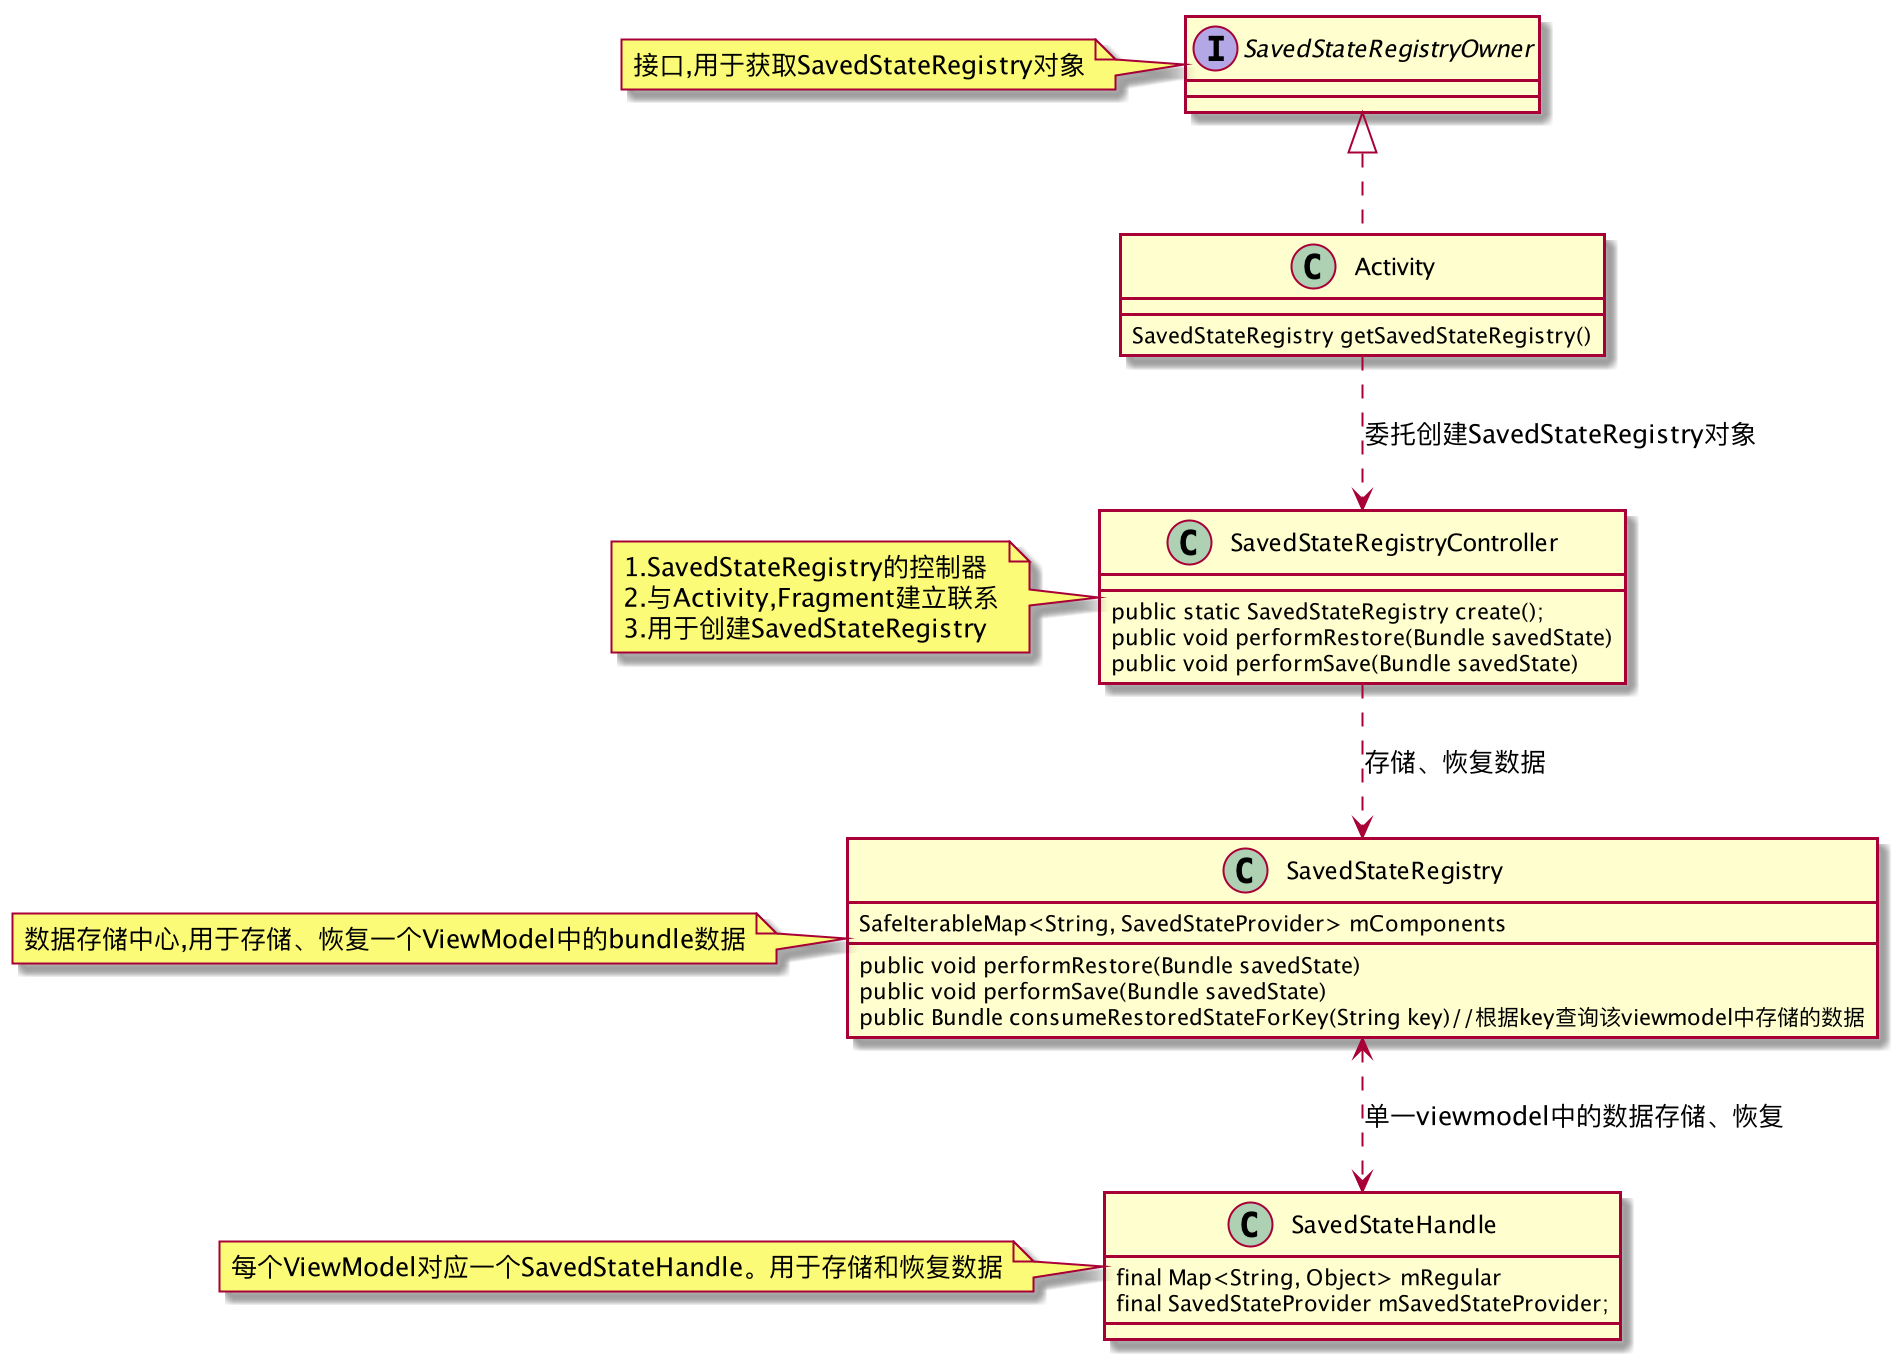 接口,用于获取SavedStateRegistry对象
I SavedStateRegistryOwner
C Activity
SavedStateRegistry getSavedStateRegistry()
委托创建SavedStateRegistry对象
C SavedStateRegistryController
1.SavedStateRegistry的控制器
2.与Activity,Fragment建立联系
3.用于创建SavedStateRegistry
public static SavedStateRegistry create();
public void performRestore(Bundle savedState)
public void performSave(Bundle savedState)
存储、恢复数据
C SavedStateRegistry
数据存储中心,用于存储、恢复一个ViewModel中的bundle数据
SafeIterableMap<String, SavedStateProvider> mComponents
public void performRestore(Bundle savedState)
public void performSave(Bundle savedState)
public Bundle consumeRestoredStateForKey(String key)//根据key查询该viewmodel中存储的数据
单一viewmodel中的数据存储、恢复
C SavedStateHandle
每个ViewModel对应一个SavedStateHandle。用于存储和恢复数据
final Map<String, Object> mRegular
final SavedStateProvider mSavedStateProvider;